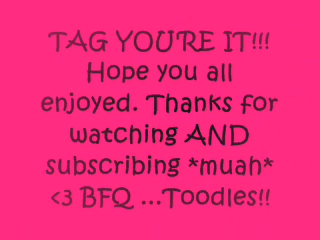 TAG YOU'RE IT!!!
Hope you all
enjoyed. Thanks for
watching AND
subscribing *muah*
<3 BFQ ...Toodles!!